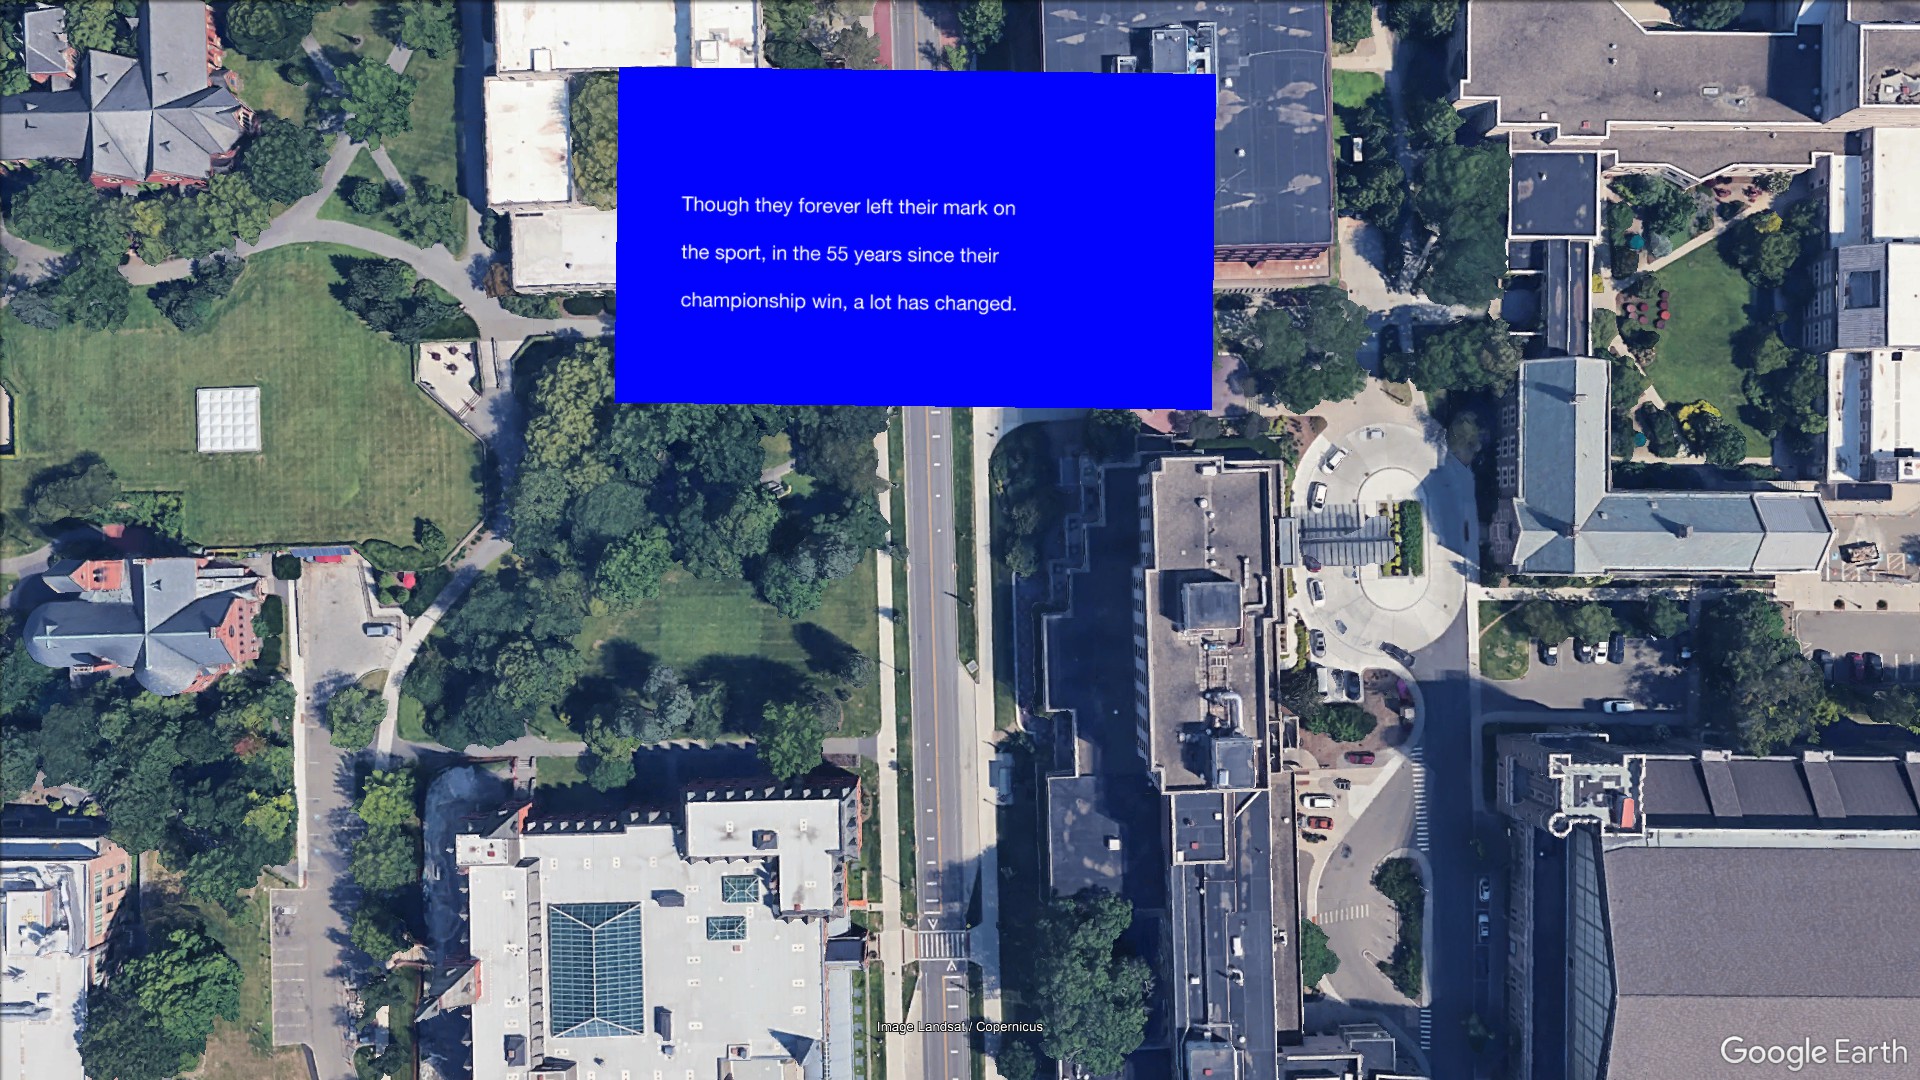 Though they forever left their mark on
the sport, in the 55 years since their
championship win, a lot has changed.
Image Landsat / Copernicus
Google Earth